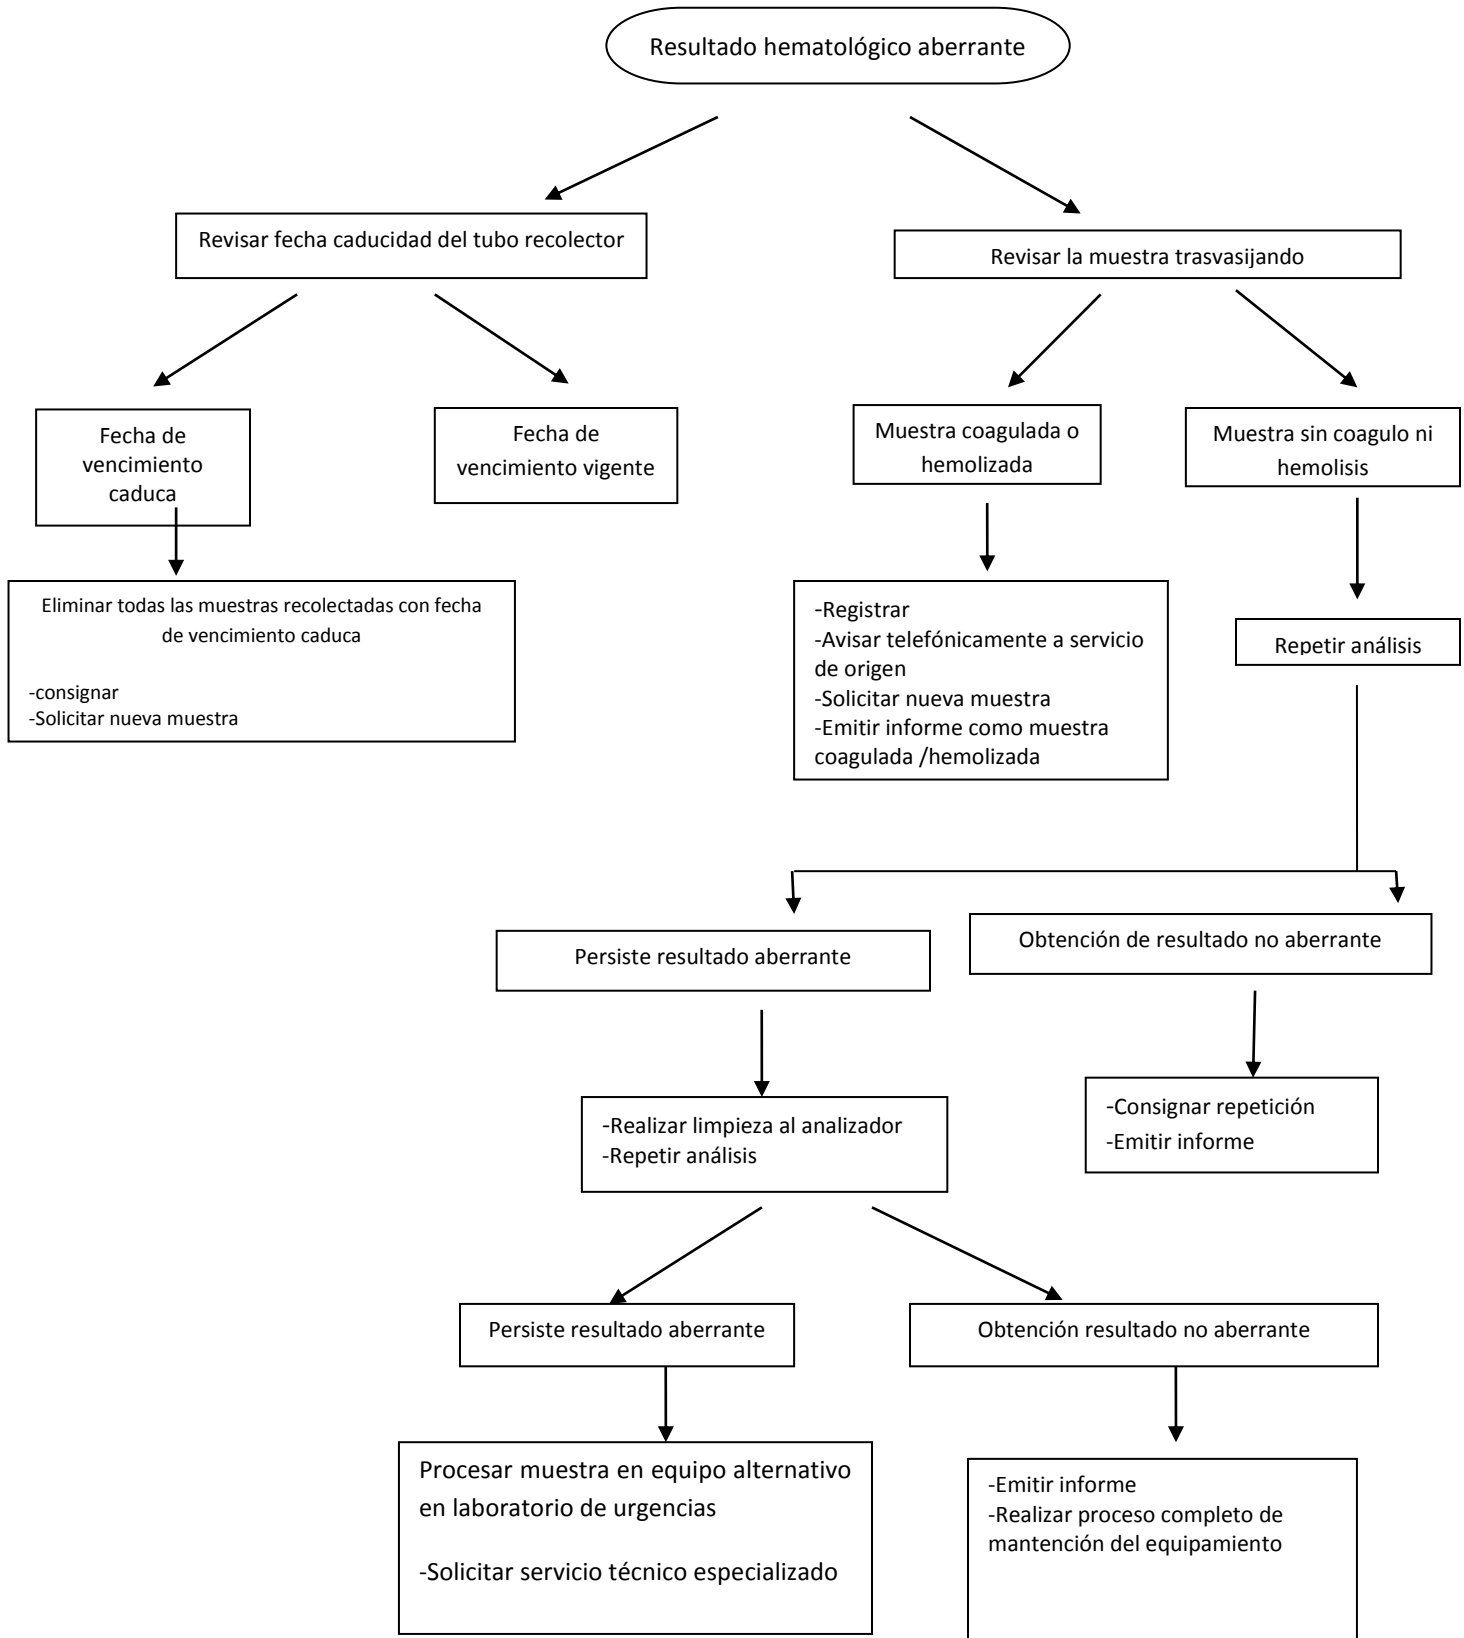 Resultado hematológico aberrante
Revisar fecha caducidad del tubo recolector
Revisar la muestra trasvasijando
Fecha de
vencimiento
caduca
Fecha de
vencimiento vigente
Muestra coagulada o
hemolizada
Muestra sin coagulo ni
hemolisis
Eliminar todas las muestras recolectadas con fecha
de vencimiento caduca
-consignar
-Solicitar nueva muestra
-Registrar
-Avisar telefónicamente a servicio
de origen
-Solicitar nueva muestra
-Emitir informe como muestra
coagulada /hemolizada
Repetir análisis
Persiste resultado aberrante
Obtención de resultado no aberrante
-Realizar limpieza al analizador
-Repetir análisis
-Consignar repetición
-Emitir informe
Persiste resultado aberrante
Obtención resultado no aberrante
Procesar muestra en equipo alternativo
en laboratorio de urgencias
-Solicitar servicio técnico especializado
-Emitir informe
-Realizar proceso completo de
mantención del equipamiento